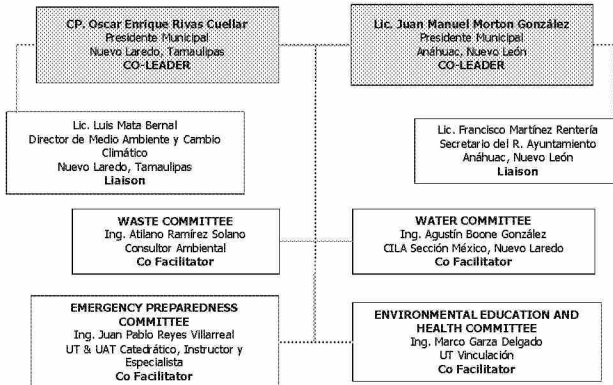 CP. Oscar Enrique Rivas Cuellar
Presidente Municipal
Nuevo Laredo, Tamaulipas
CO-LEADER
Lic. Juan Manuel Morton González
Presidente Municipal
Anáhuac, Nuevo León
CO-LEADER
Lic. Luis Mata Bernal
Director de Medio Ambiente y Cambio
Climático
Nuevo Laredo, Tamaulipas
Liaison
Lic. Francisco Martínez Rentería
Secretario del R. Ayuntamiento
Anáhuac, Nuevo León
Liaison
WASTE COMMITTEE
Ing. Atilano Ramírez Solano
Consultor Ambiental
Co Facilitator
WATER COMMITTEE
Ing. Agustín Boone González
CILA Sección México, Nuevo Laredo
Co Facilitator
EMERGENCY PREPAREDNESS
COMMITTEE
Ing. Juan Pablo Reyes Villarreal
UT & UAT Catedrático, Instructor y
Especialista
Co Facilitator
ENVIRONMENTAL EDUCATION AND
HEALTH COMMITTEE
Ing. Marco Garza Delgado
UT Vinculación
Co Facilitator